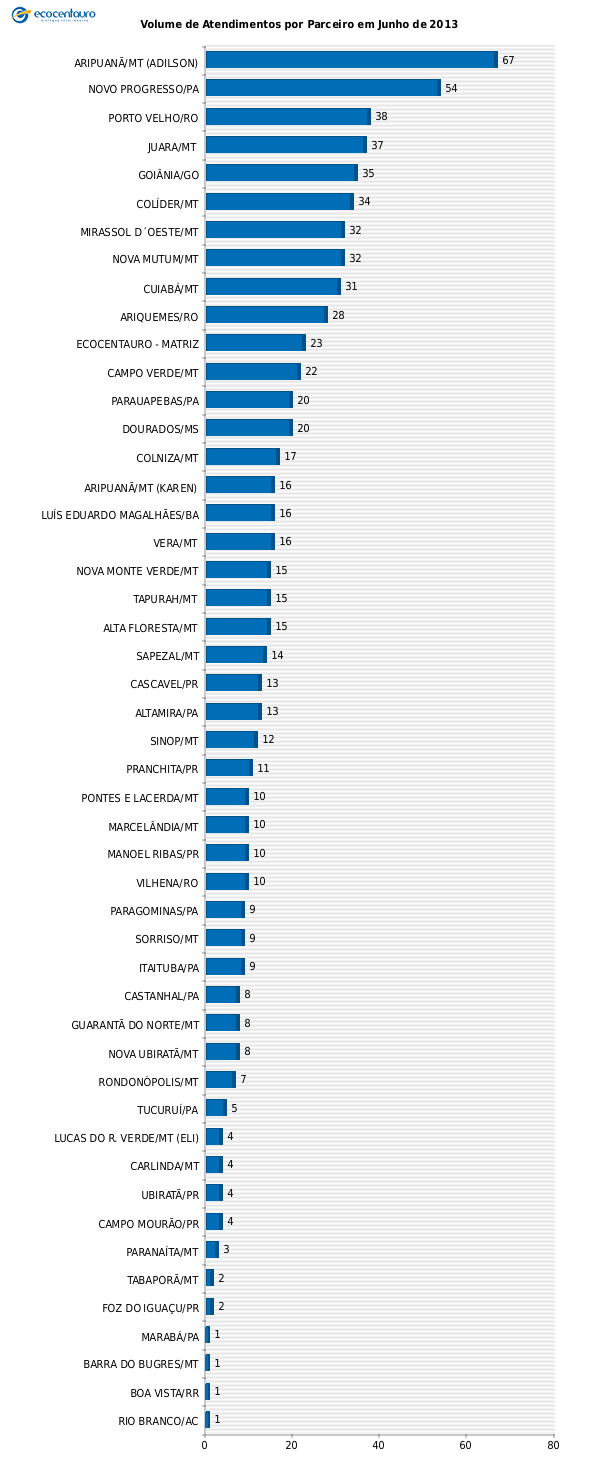 ecocentauro
Volume de Atendimentos por Parceiro em Junho de 2013
ARIPUANÃ/MT (ADILSON) 67
NOVO PROGRESSO/PA 54
PORTO VELHO/RO 38
JUARA/MT 37
GOIÂNIA/GO 35
COLÍDER/MT 34
MIRASSOL D´OESTE/MT 32
NOVA MUTUM/MT 32
CUIABÁ/MT 31
ARIQUEMES/RO 28
ECOCENTAURO - MATRIZ 23
CAMPO VERDE/MT 22
PARAUAPEBAS/PA 20
DOURADOS/MS 20
COLNIZA/MT 17
ARIPUANÃ/MT (KAREN) 16
LUÍS EDUARDO MAGALHÃES/BA 16
VERA/MT 16
NOVA MONTE VERDE/MT 15
TAPURAH/MT 15
ALTA FLORESTA/MT 15
SAPEZAL/MT 14
CASCAVEL/PR 13
ALTAMIRA/PA 13
SINOP/MT 12
PRANCHITA/PR 11
PONTES E LACERDA/MT 10
MARCELÂNDIA/MT 10
MANOEL RIBAS/PR 10
VILHENA/RO 10
PARAGOMINAS/PA 9
SORRISO/MT 9
ITAITUBA/PA 9
CASTANHAL/PA 8
GUARANTÃ DO NORTE/MT 8
NOVA UBIRATÃ/MT 8
RONDONÓPOLIS/MT 7
TUCURUÍ/PA 5
LUCAS DO R. VERDE/MT (ELI) 4
CARLINDA/MT 4
UBIRATÃ/PR 4
CAMPO MOURÃO/PR 4
PARANAÍTA/MT 3
TABAPORÃ/MT 2
FOZ DO IGUAÇU/PR 2
MARABÁ/PA 1
BARRA DO BUGRES/MT 1
BOA VISTA/RR 1
RIO BRANCO/AC 1
0 20 40 60 80